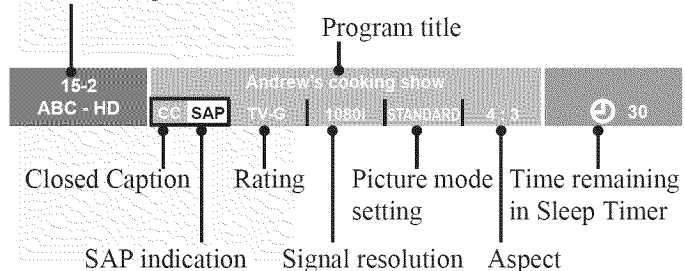 Program title
15-2
ABC - HD
Andrew's cooking show
CC SAP TV-G 1080i STANDARD 4 : 3
30
Closed Caption
Rating
Picture mode setting
Time remaining in Sleep Timer
SAP indication
Signal resolution
Aspect